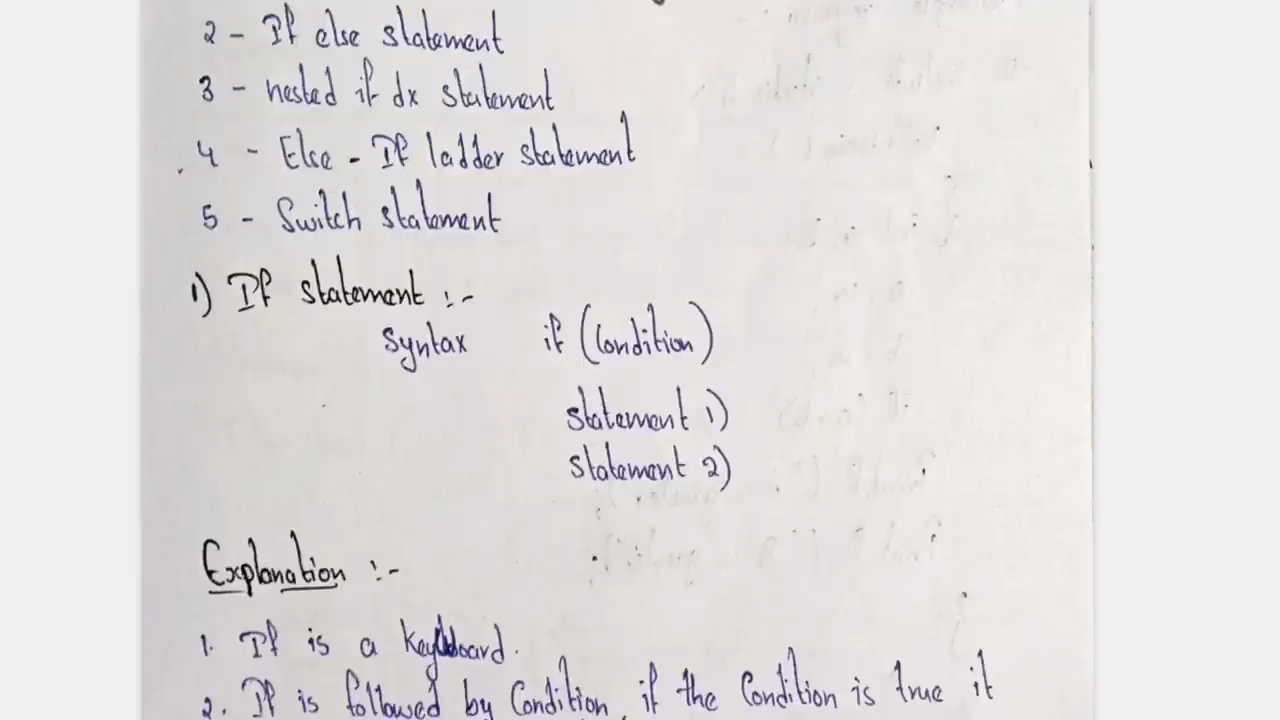 2 - If else statement
3 - nested if dx statement
4 - Else - If ladder statement
5 - Switch statement
1) If statement :-
Syntax if (Condition)
statement 1)
statement 2)
Explanation :-
1. If is a keyboard.
2. If is followed by Condition, if the Condition is true it